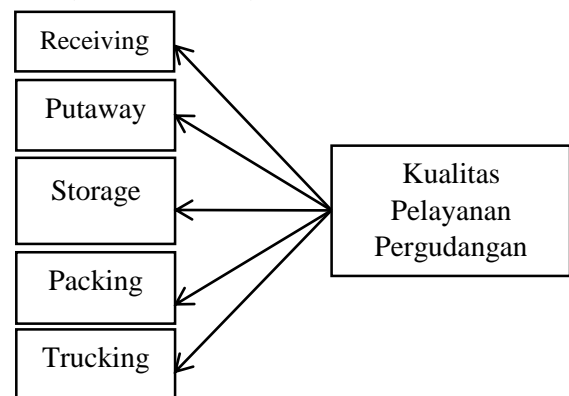 Receiving
Putaway
Storage
Packing
Trucking
Kualitas
Pelayanan
Pergudangan